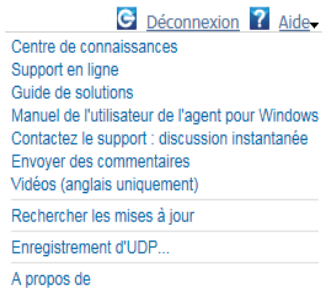 Déconnexion ? Aide
Centre de connaissances
Support en ligne
Guide de solutions
Manuel de l'utilisateur de l'agent pour Windows
Contactez le support : discussion instantanée
Envoyer des commentaires
Vidéos (anglais uniquement)
Rechercher les mises à jour
Enregistrement d'UDP...
A propos de